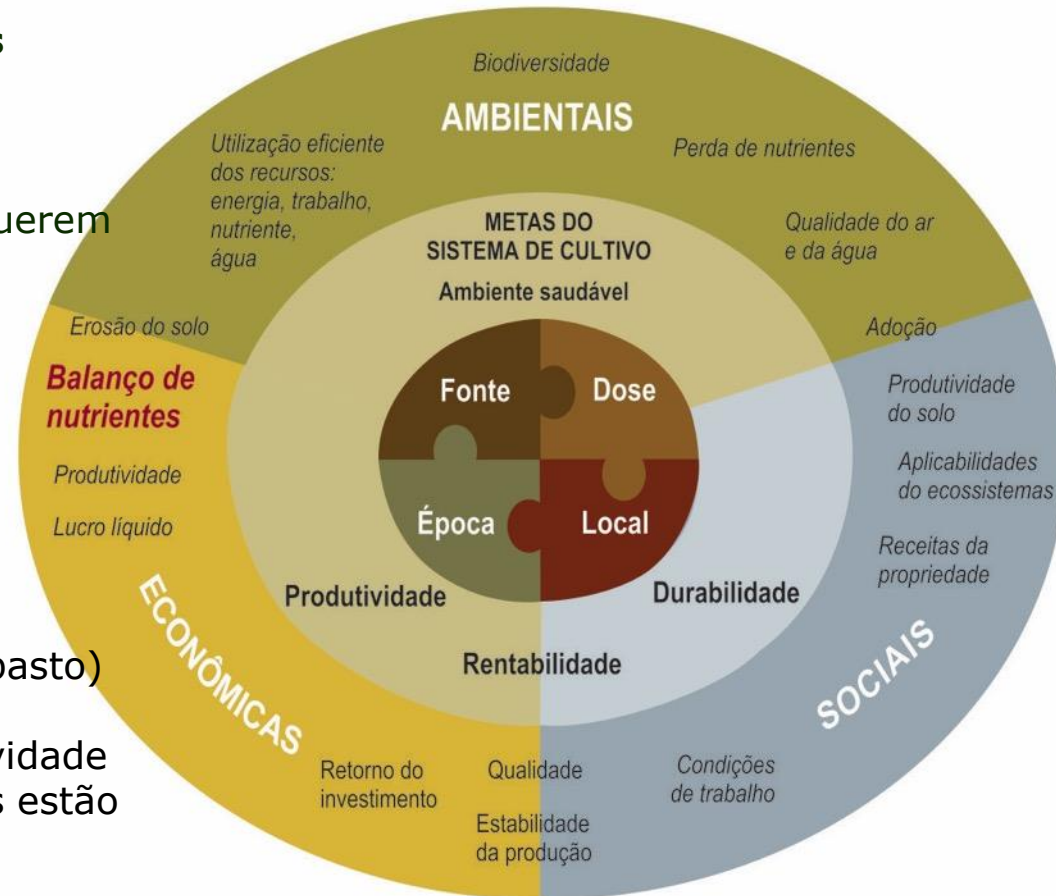 s
Biodiversidade
AMBIENTAIS
Utilização eficiente
dos recursos:
energia, trabalho,
nutriente,
água
Perda de nutrientes
uerem
METAS DO
SISTEMA DE CULTIVO
Ambiente saudável
Qualidade do ar
e da água
Erosão do solo
Adoção
Balanço de
nutrientes
Fonte
Dose
Produtividade
do solo
Produtividade
Aplicabilidades
do ecossistemas
Lucro líquido
Época
Local
Receitas da
propriedade
Produtividade
Durabilidade
Rentabilidade
ECONÔMICAS
SOCIAIS
pasto)
vidade
s estão
Retorno do
investimento
Qualidade
Estabilidade
da produção
Condições
de trabalho